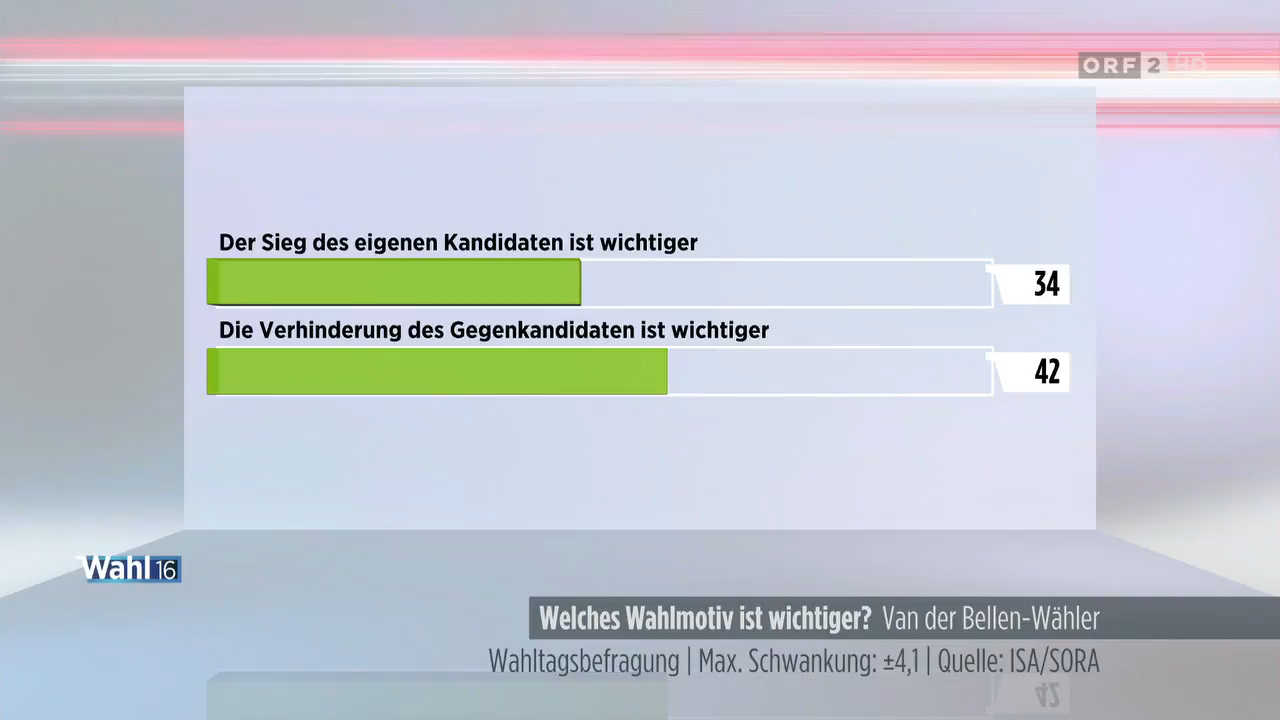 ORF 2 HD
Der Sieg des eigenen Kandidaten ist wichtiger
34
Die Verhinderung des Gegenkandidaten ist wichtiger
42
Wahl 16
Welches Wahlmotiv ist wichtiger? Van der Bellen-Wähler
Wahltagsbefragung | Max. Schwankung: ±4,1 | Quelle: ISA/SORA